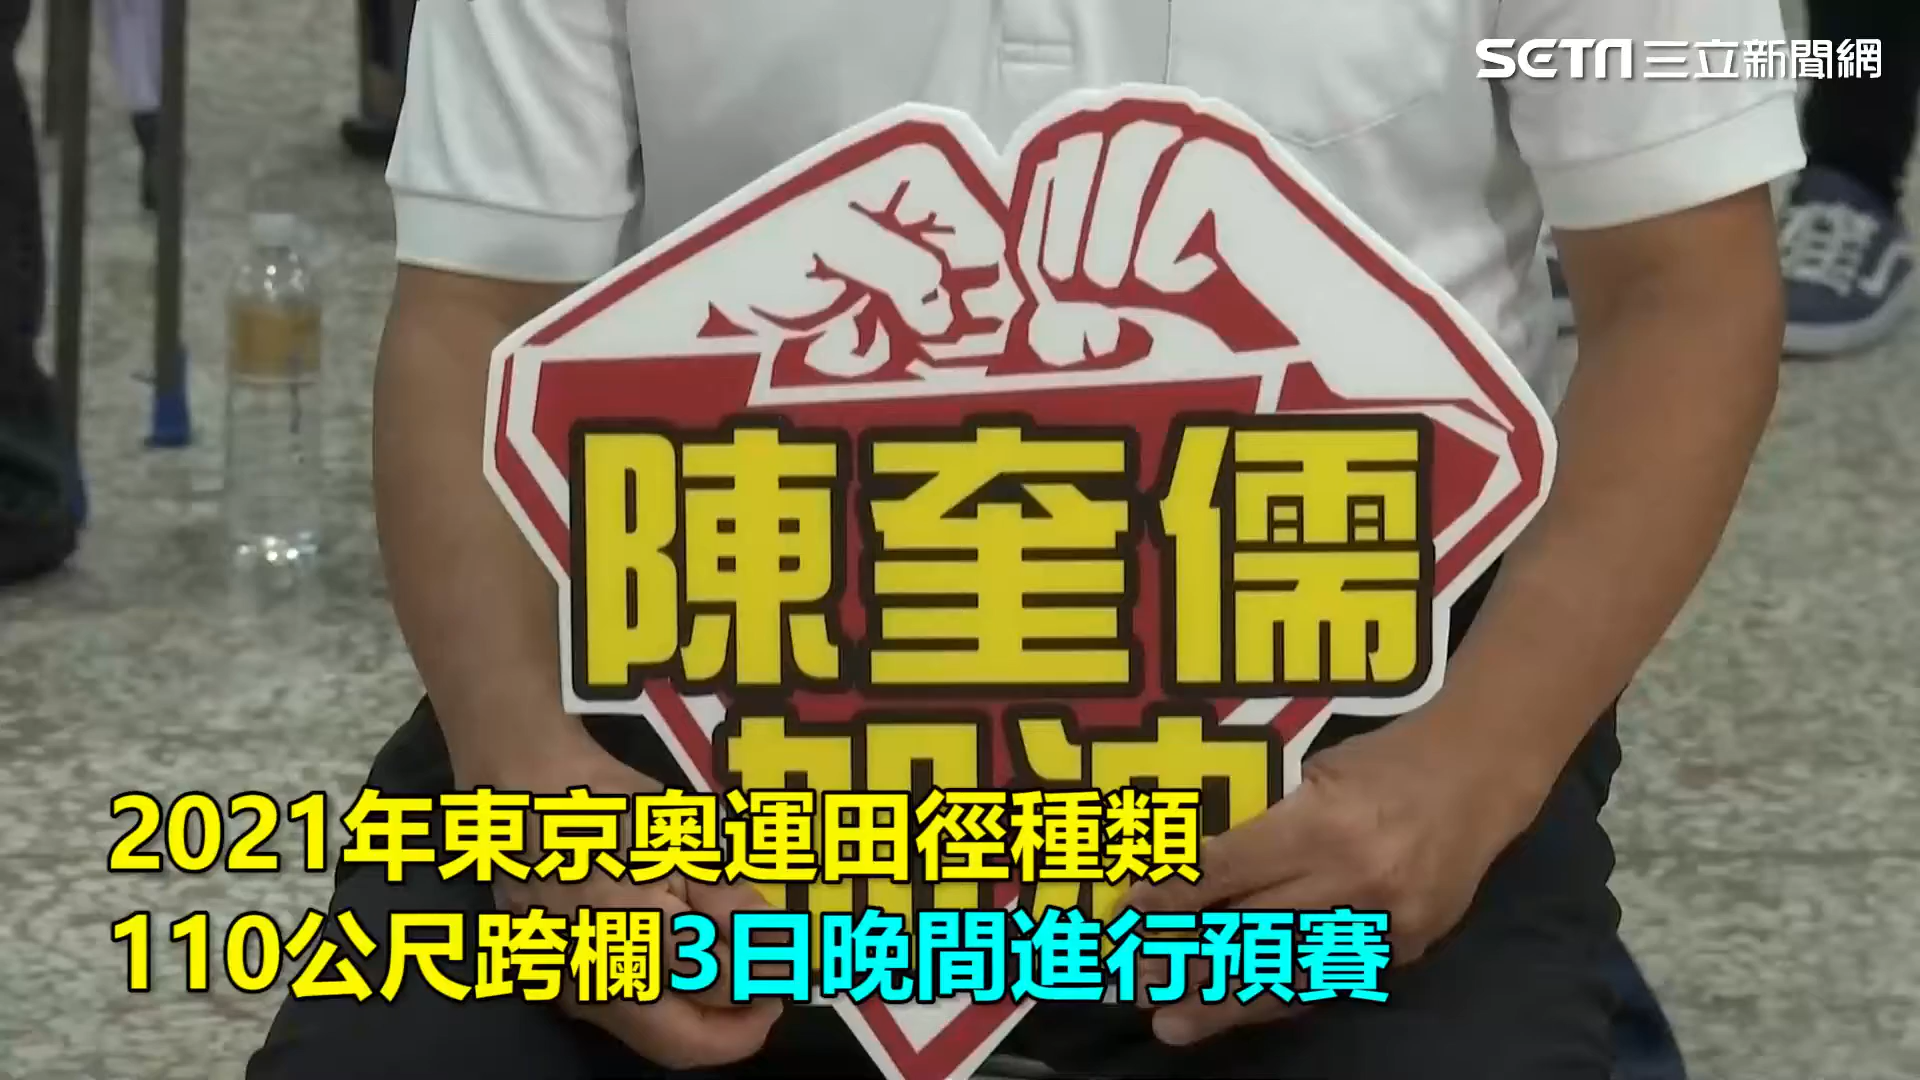 SETN三立新聞網
陳奎儒
加油
2021年東京奧運田徑種類
110公尺跨欄3日晚間進行預賽